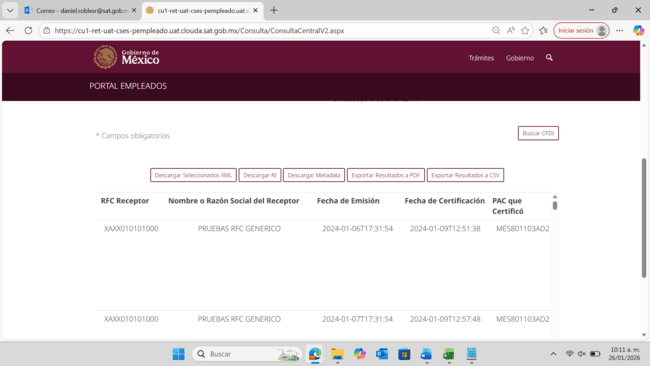 Correo - daniel.roblesr@sat.gob.m
cu1-ret-uat-cses-pempleado.uat.c
https://cu1-ret-uat-cses-pempleado.uat.clouda.sat.gob.mx/Consulta/ConsultaCentralV2.aspx
Iniciar sesión
Gobierno de
México
Trámites
Gobierno
PORTAL EMPLEADOS
* Campos obligatorios
Buscar CFDI
Descargar Seleccionados XML
Descargar RI
Descargar Metadata
Exportar Resultados a PDF
Exportar Resultados a CSV
RFC Receptor Nombre o Razón Social del Receptor Fecha de Emisión Fecha de Certificación PAC que
Certificó
XAXX010101000 PRUEBAS RFC GENERICO 2024-01-06T17:31:54 2024-01-09T12:51:38 MES801103AD2
XAXX010101000 PRUEBAS RFC GENERICO 2024-01-07T17:31:54 2024-01-09T12:57:48 MES801103AD2
Buscar
10:11 a. m.
26/01/2026